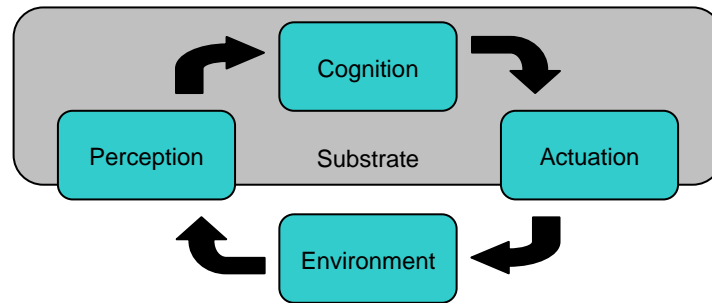 Cognition
Perception
Substrate
Actuation
Environment